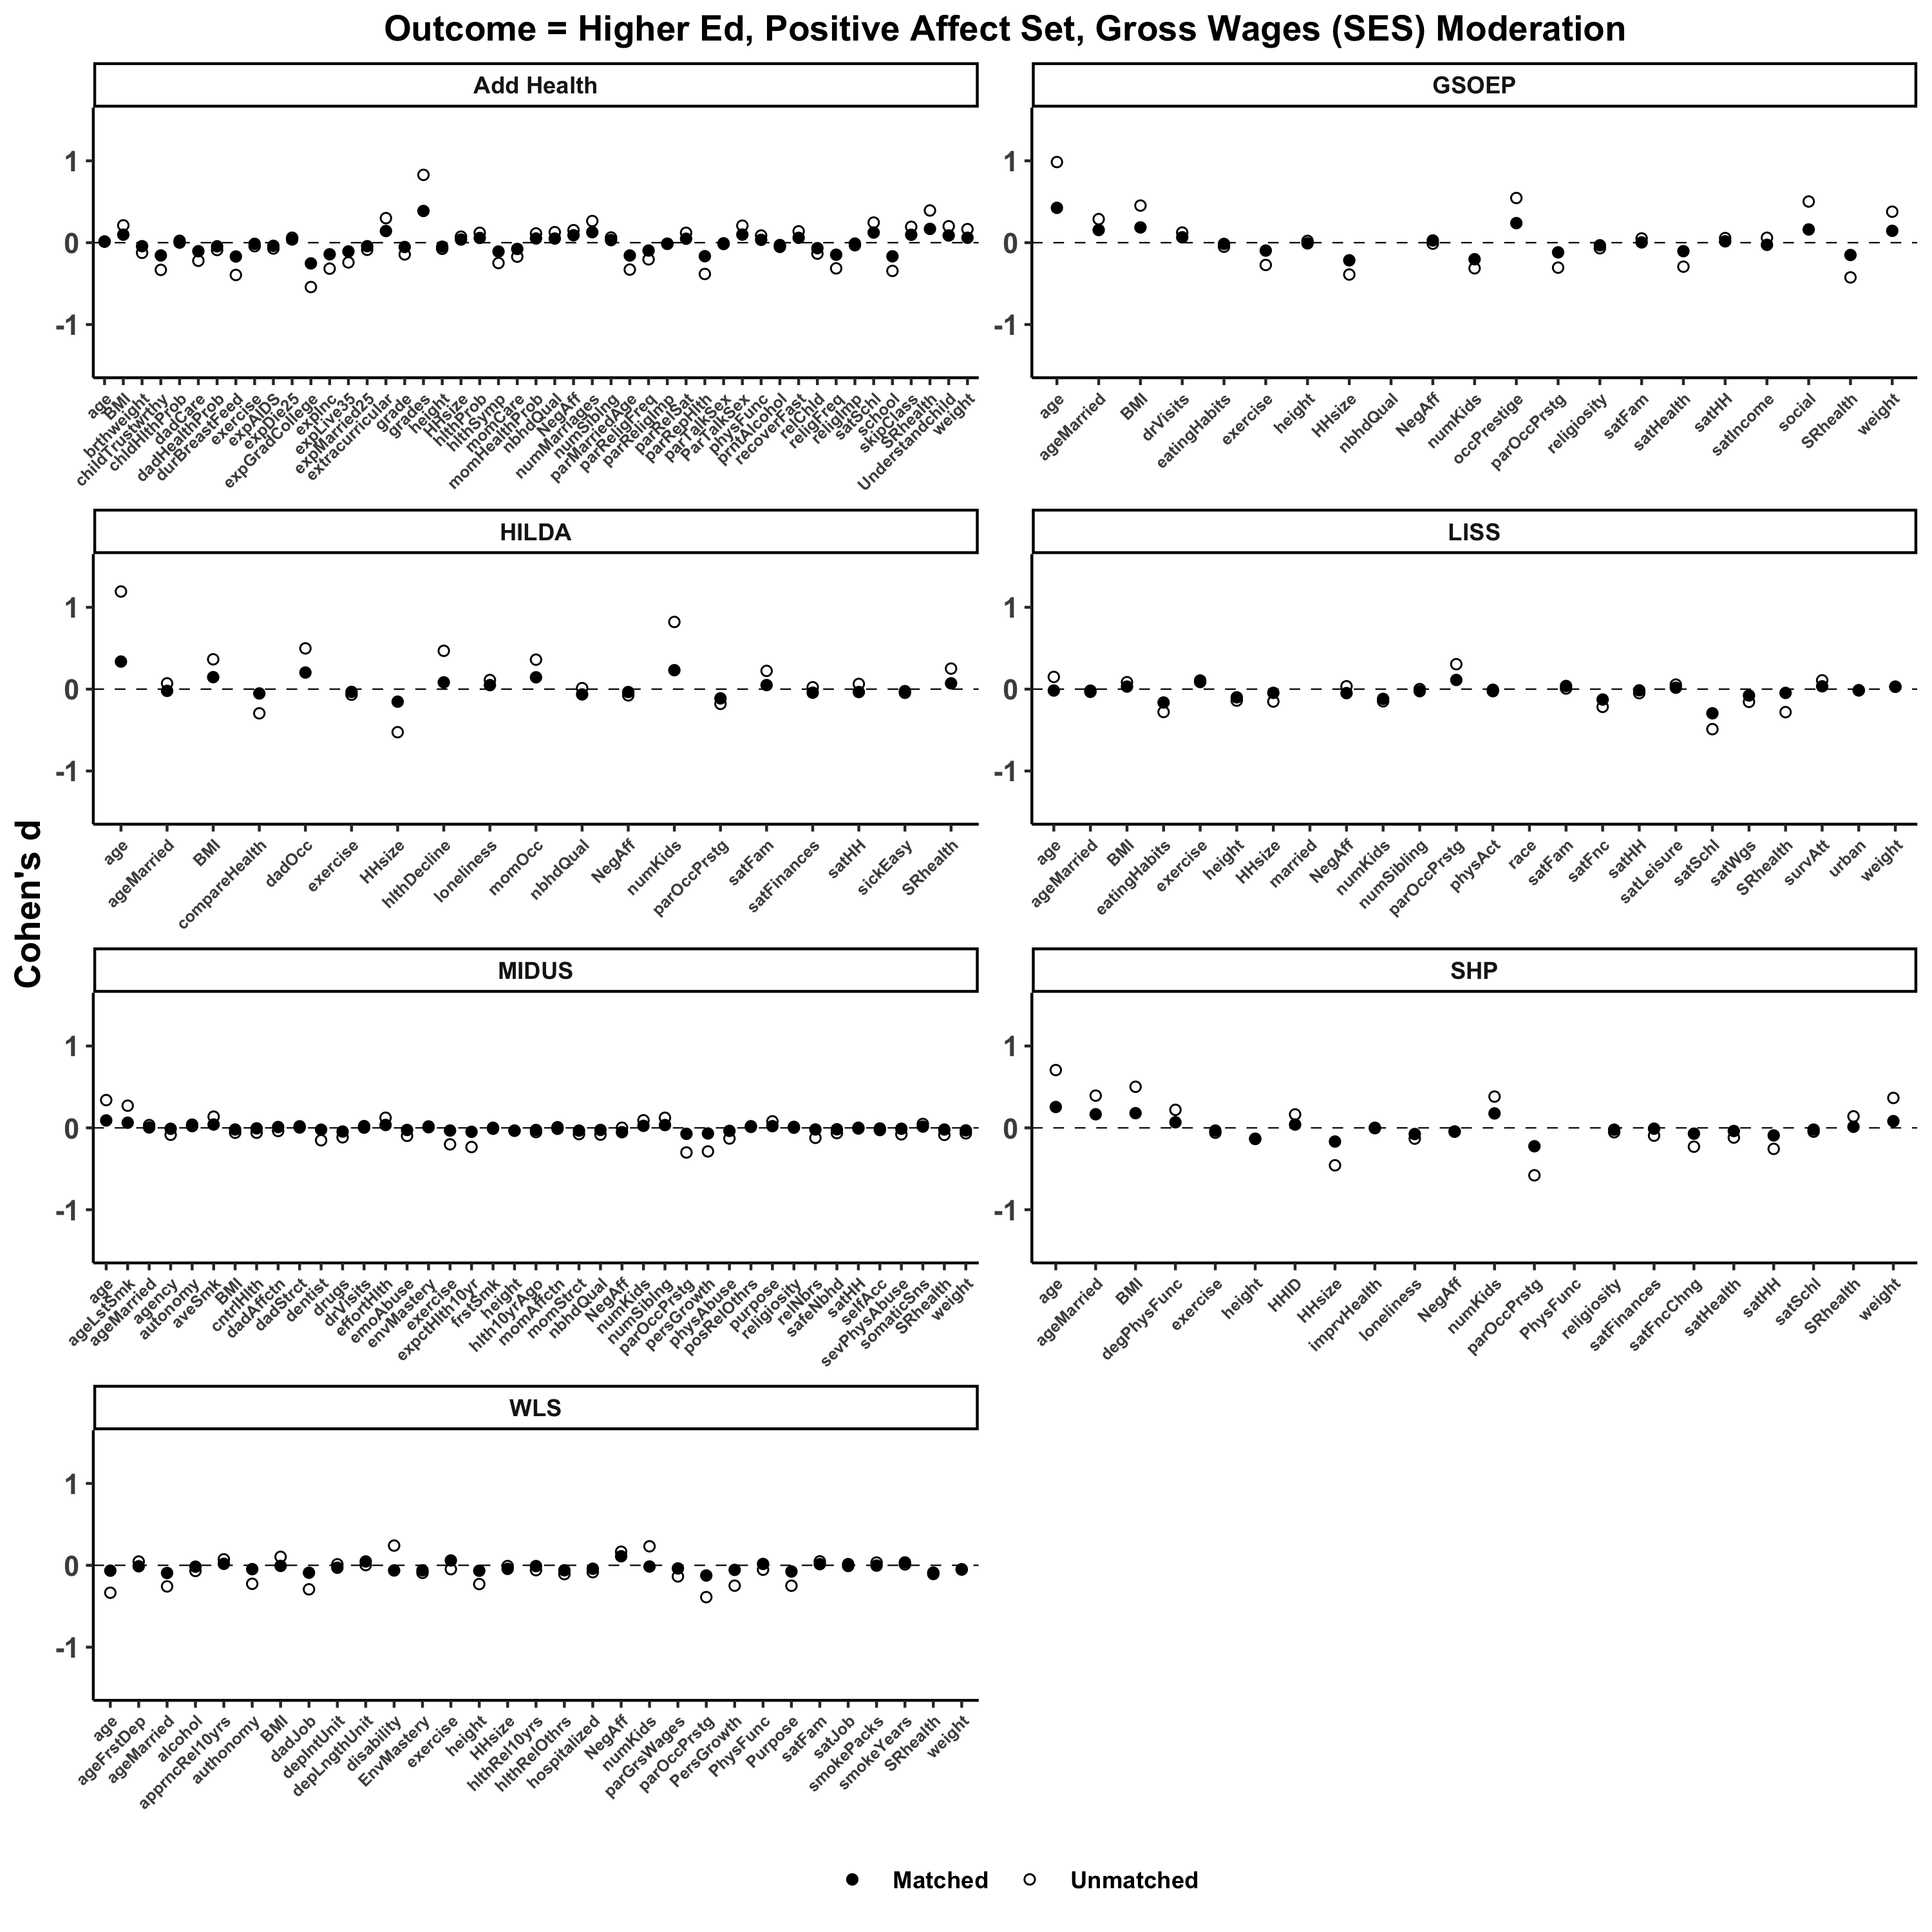 Outcome = Higher Ed, Positive Affect Set, Gross Wages (SES) Moderation
Cohen's d
Add Health
1
0
-1
age
BMI
brthweight
childTrustwrthy
chldHlthProb
dadCare
dadHealthProb
durBreastFeed
exercise
expAIDS
expDie25
expGradCollege
expInc
expLive35
expMarried25
extracurricular
grade
grades
height
HHsize
hlthProb
hlthSymp
momCare
momHealthProb
nbhdQual
NegAff
numMarriages
numSibling
parMarriedAge
parReligFreq
parReligImp
parRelSat
parRepHlth
parTalkSex
ParTalkSex
physFunc
prntAlcohol
recoverFast
relChld
religFreq
religImp
satSchl
school
skipClass
SRhealth
Understandchild
weight
GSOEP
1
0
-1
age
ageMarried
BMI
drVisits
eatingHabits
exercise
height
HHsize
nbhdQual
NegAff
numKids
occPrestige
parOccPrstg
religiosity
satFam
satHealth
satHH
satIncome
social
SRhealth
weight
HILDA
1
0
-1
age
ageMarried
BMI
compareHealth
dadOcc
exercise
HHsize
hlthDecline
loneliness
momOcc
nbhdQual
NegAff
numKids
parOccPrstg
satFam
satFinances
satHH
sickEasy
SRhealth
LISS
1
0
-1
age
ageMarried
BMI
eatingHabits
exercise
height
HHsize
married
NegAff
numKids
numSibling
parOccPrstg
physAct
race
satFam
satFnc
satHH
satLeisure
satSchl
satWgs
SRhealth
survAtt
urban
weight
MIDUS
1
0
-1
age
ageLstSmk
ageMarried
agency
autonomy
aveSmk
BMI
cntrlHlth
dadAffctn
dadStrct
dentist
drugs
drVisits
effortHlth
emoAbuse
envMastery
exercise
expctHlth10yr
frstSmk
height
hlth10yrAgo
momAffctn
momStrct
nbhdQual
NegAff
numKids
numSiblng
parOccPrstg
persGrowth
physAbuse
posRelOthrs
purpose
religiosity
relNbrs
safeNbhd
satHH
selfAcc
sevPhysAbuse
somaticSns
SRhealth
weight
SHP
1
0
-1
age
ageMarried
BMI
degPhysFunc
exercise
height
HHID
HHsize
imprvHealth
loneliness
NegAff
numKids
parOccPrstg
PhysFunc
religiosity
satFinances
satFncChng
satHealth
satHH
satSchl
SRhealth
weight
WLS
1
0
-1
age
ageFrstDep
ageMarried
alcohol
apprncRel10yrs
authonomy
BMI
dadJob
depIntUnit
depLngthUnit
disability
EnvMastery
exercise
height
HHsize
hlthRel10yrs
hlthRelOthrs
hospitalized
NegAff
numKids
parGrsWages
parOccPrstg
PersGrowth
PhysFunc
Purpose
satFam
satJob
smokePacks
smokeYears
SRhealth
weight
Matched
Unmatched